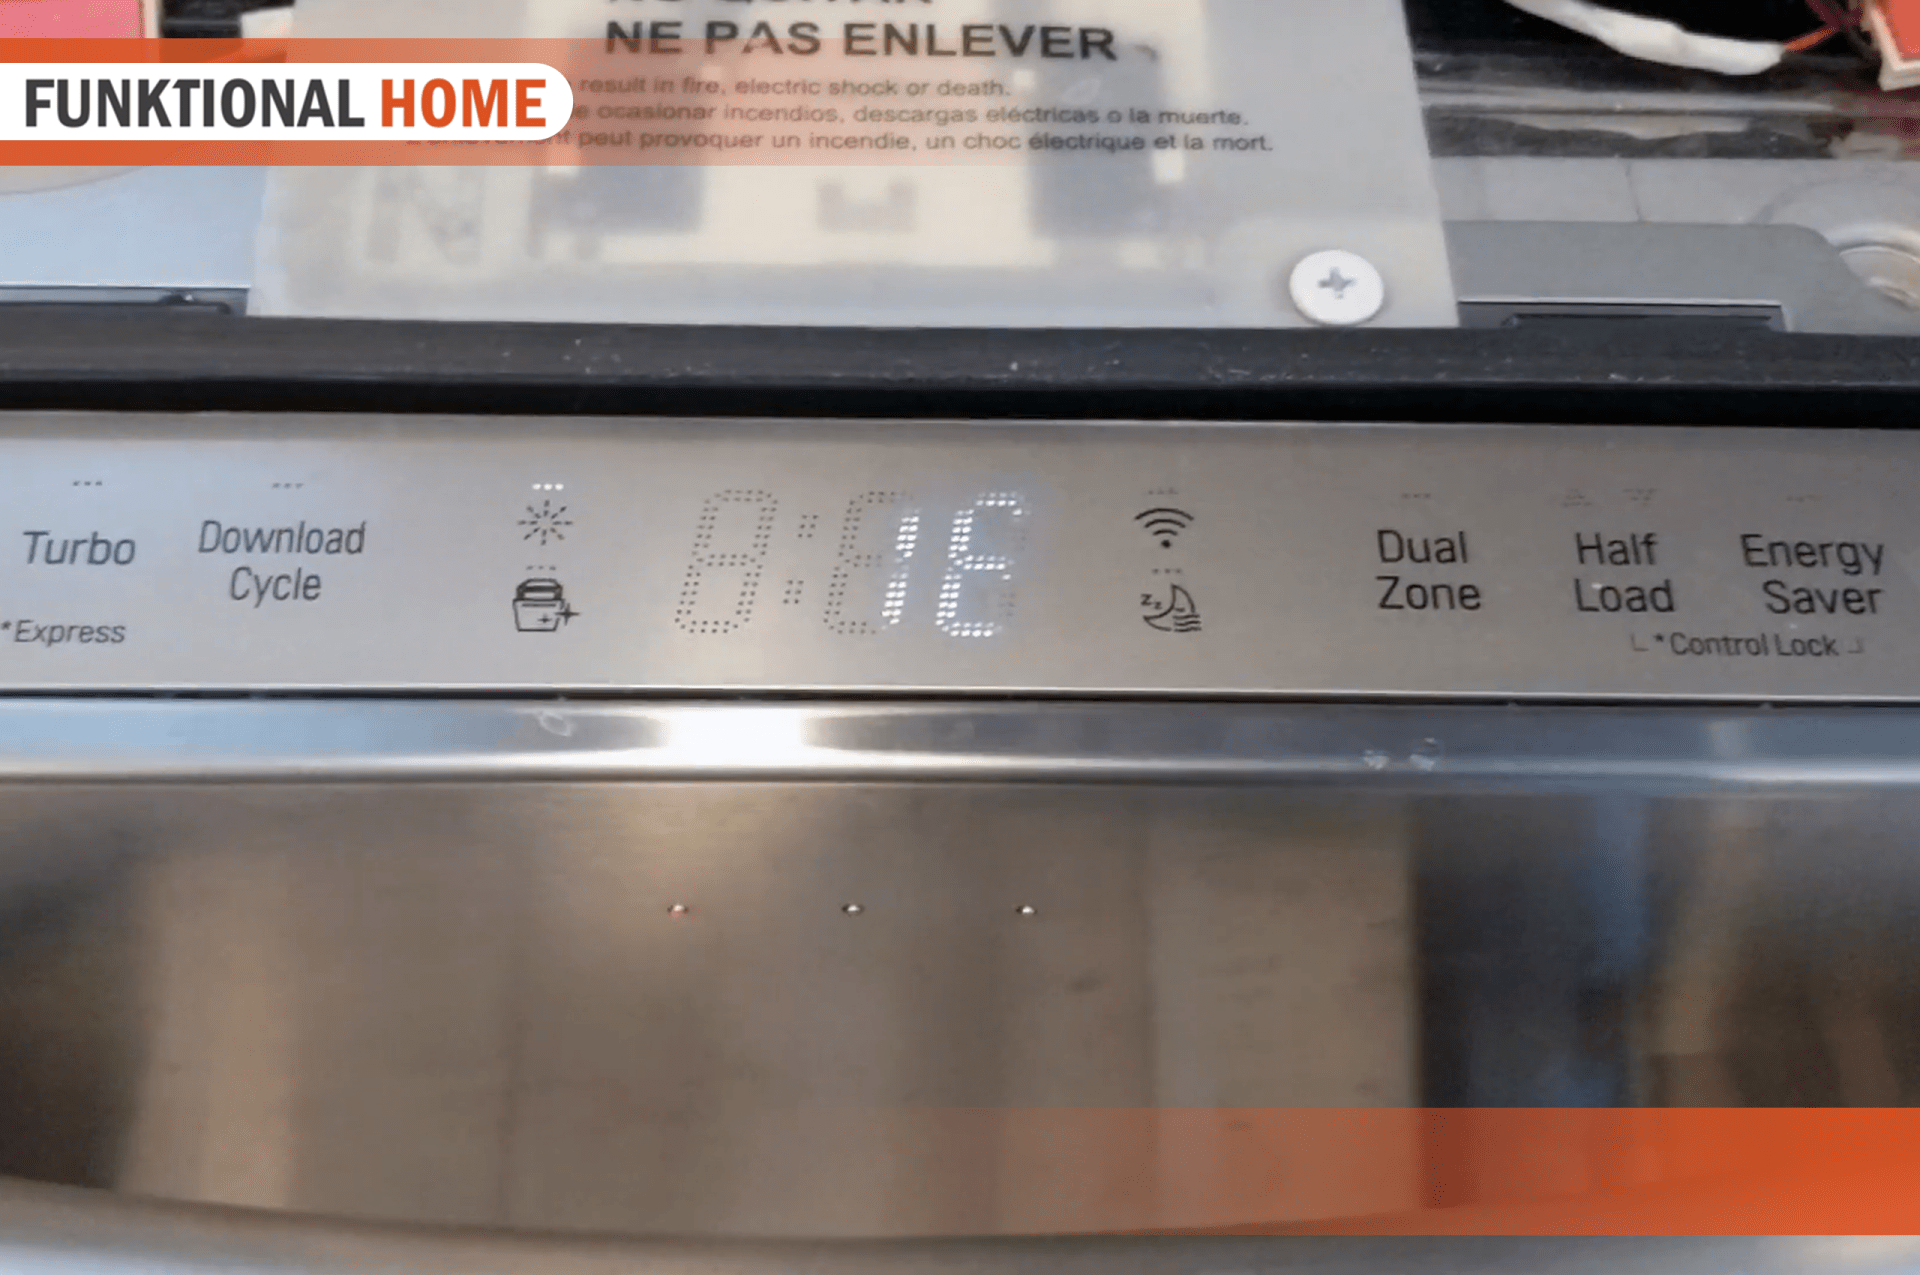 NE PAS ENLEVER
FUNKTIONAL HOME
result in fire, electric shock or death.
ocasionar incendios, descargas eléctricas o la muerte.
peut provoquer un incendie, un choc électrique et la mort.
Turbo
*Express
Download
Cycle
1E
zz
Dual
Zone
Half
Load
Energy
Saver
*Control Lock